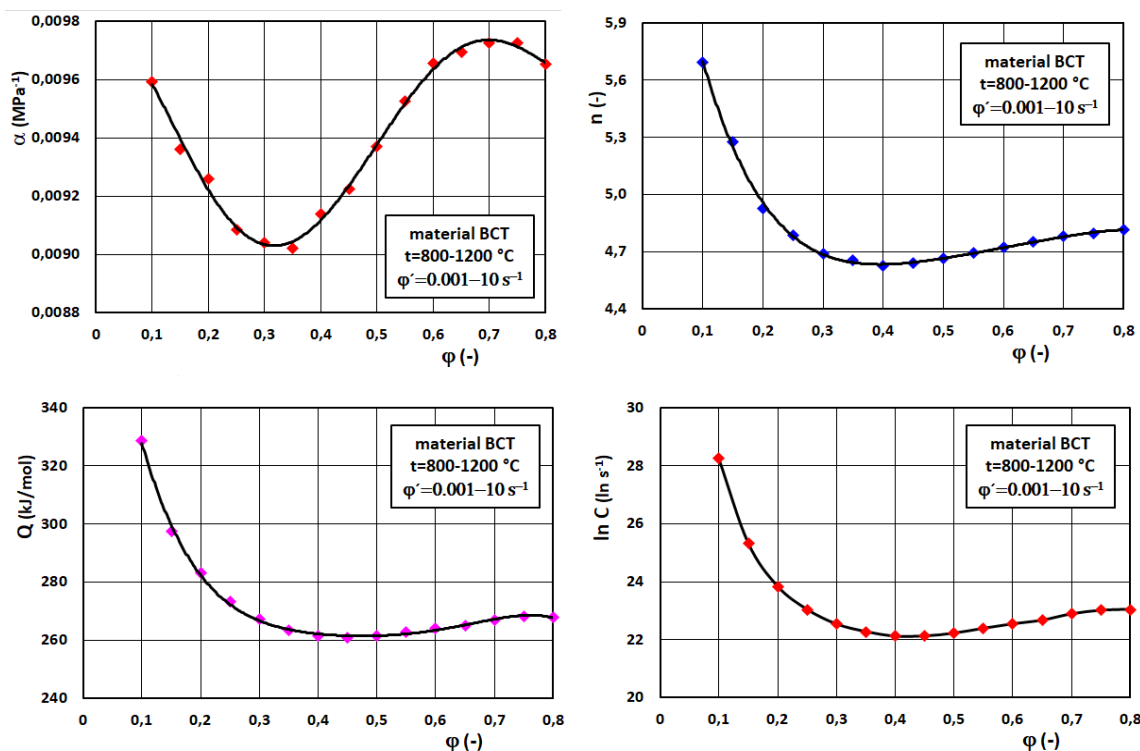 0,0098
0,0096
0,0094
0,0092
0,0090
0,0088
α (MPa⁻¹)
material BCT
t=800-1200 °C
φ´=0.001–10 s⁻¹
0 0,1 0,2 0,3 0,4 0,5 0,6 0,7 0,8
φ (-)
5,9
5,6
5,3
5,0
4,7
4,4
n (-)
material BCT
t=800-1200 °C
φ´=0.001–10 s⁻¹
0 0,1 0,2 0,3 0,4 0,5 0,6 0,7 0,8
φ (-)
340
320
300
280
260
240
Q (kJ/mol)
material BCT
t=800-1200 °C
φ´=0.001–10 s⁻¹
0 0,1 0,2 0,3 0,4 0,5 0,6 0,7 0,8
φ (-)
30
28
26
24
22
20
ln C (ln s⁻¹)
material BCT
t=800-1200 °C
φ´=0.001–10 s⁻¹
0 0,1 0,2 0,3 0,4 0,5 0,6 0,7 0,8
φ (-)